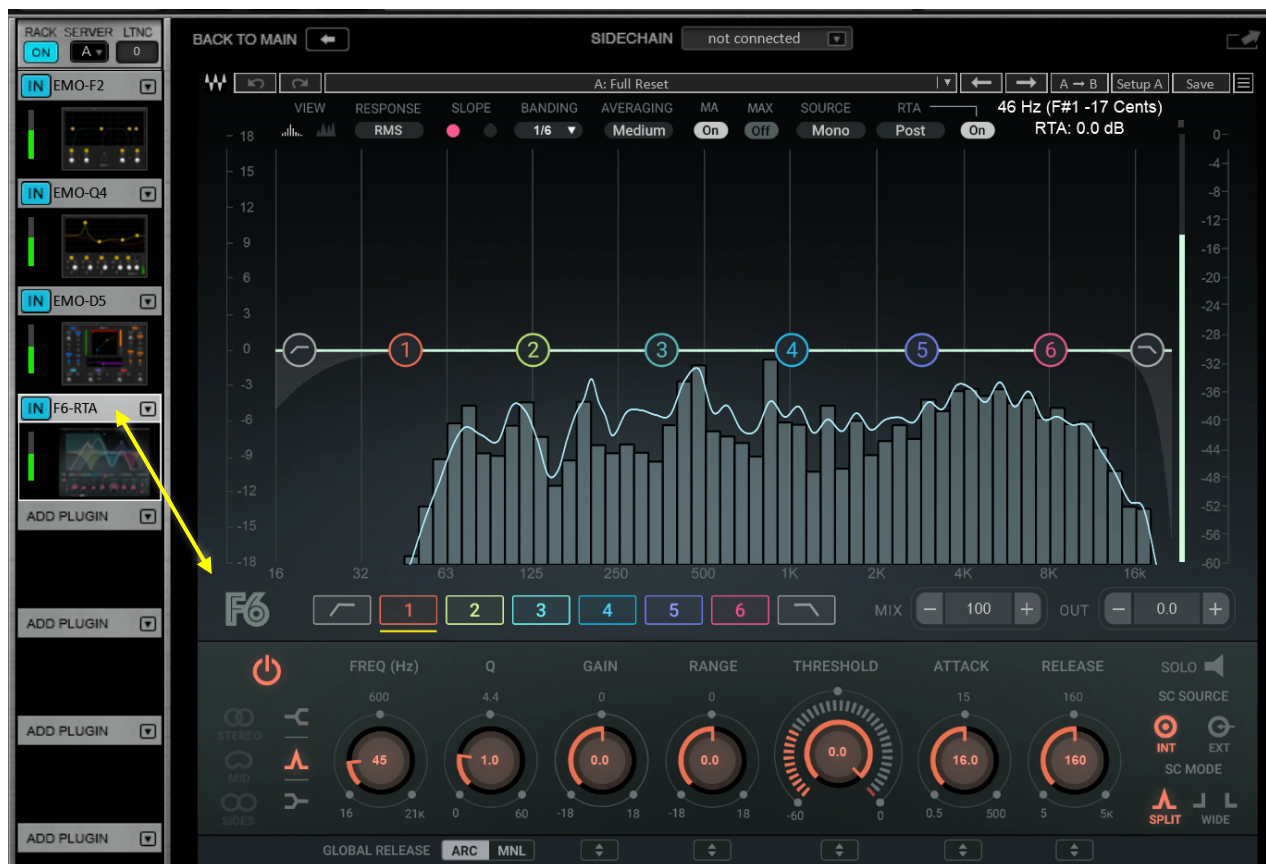 RACK SERVER LTNC
ON A 0
BACK TO MAIN
SIDECHAIN not connected
IN EMO-F2
A: Full Reset
A → B Setup A Save
VIEW RESPONSE SLOPE BANDING AVERAGING MA MAX SOURCE RTA
RMS 1/6 Medium On Off Mono Post On
46 Hz (F#1 -17 Cents)
RTA: 0.0 dB
IN EMO-Q4
IN EMO-D5
IN F6-RTA
ADD PLUGIN
ADD PLUGIN
ADD PLUGIN
ADD PLUGIN
18
15
12
9
6
3
0
-3
-6
-9
-12
-15
-18
0
-4
-8
-12
-16
-20
-24
-28
-32
-36
-40
-44
-48
-52
-56
-60
1 2 3 4 5 6
16 32 63 125 250 500 1K 2K 4K 8K 16k
F6 1 2 3 4 5 6 MIX − 100 + OUT − 0.0 +
FREQ (Hz) Q GAIN RANGE THRESHOLD ATTACK RELEASE SOLO
600 4.4 0 0 15 160 SC SOURCE
STEREO
MID
SIDES
45 1.0 0.0 0.0 0.0 16.0 160
INT EXT
SC MODE
16 21K 0 60 -18 18 -18 18 -60 0 0.5 500 5 5K
SPLIT WIDE
GLOBAL RELEASE ARC MNL